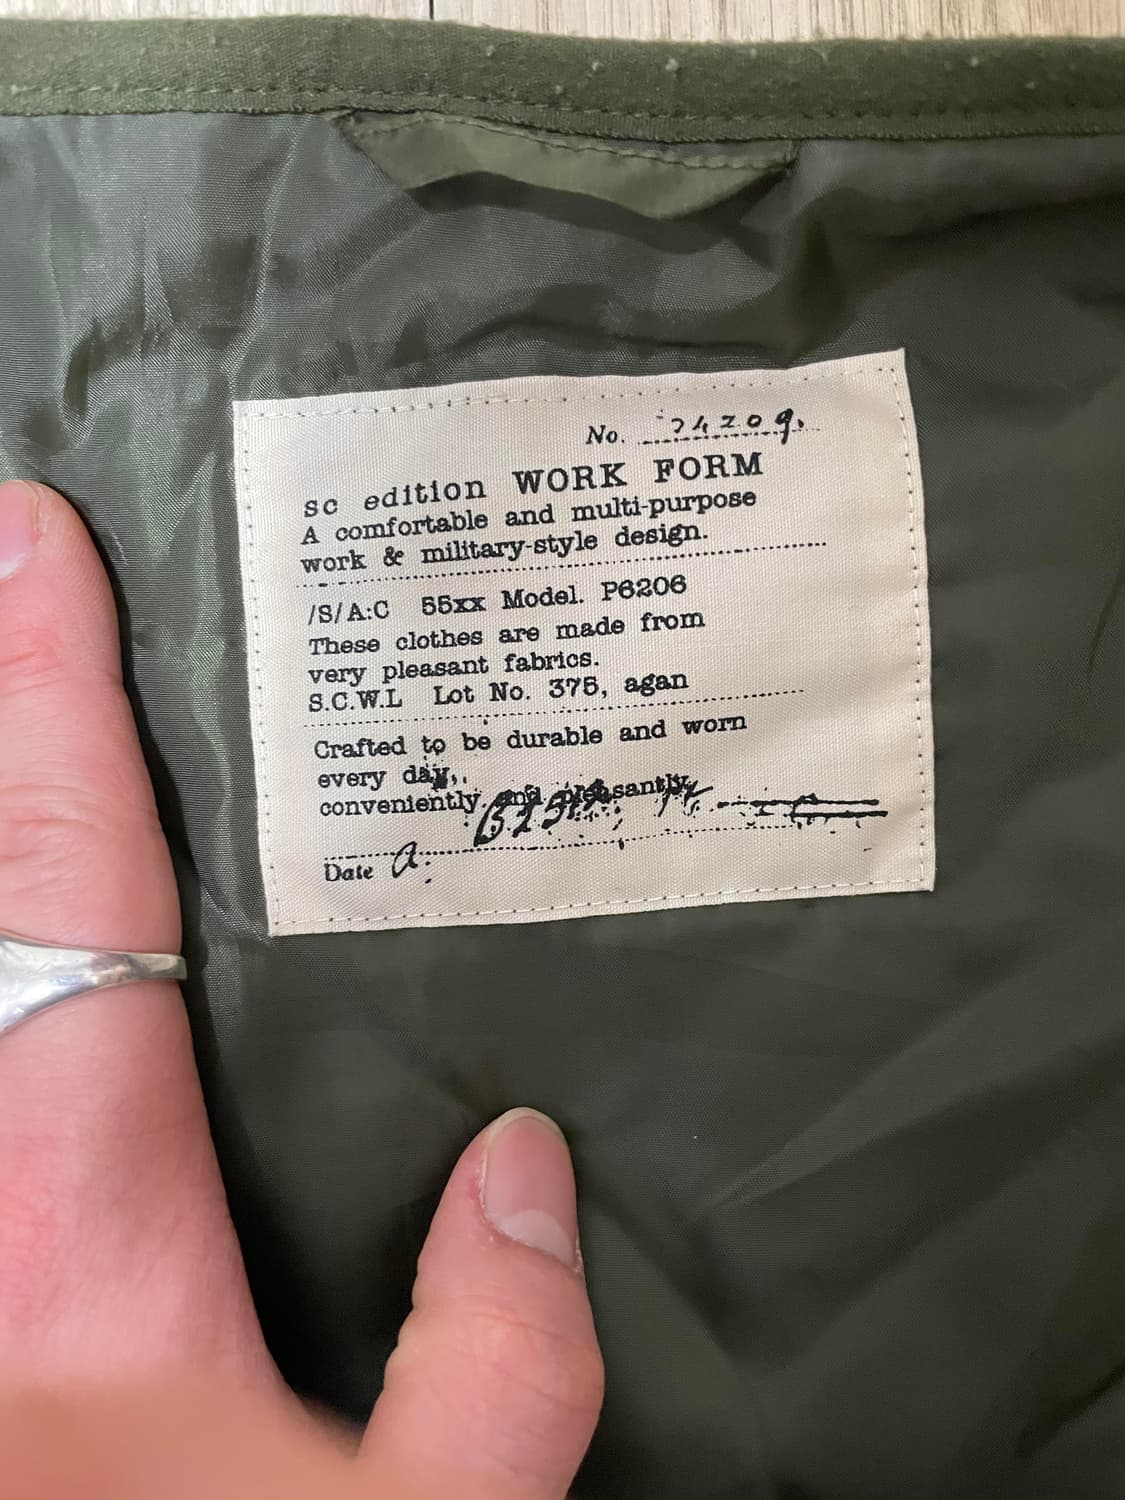 No. 24209.
sc edition WORK FORM
A comfortable and multi-purpose
work & military-style design.
/S/A:C 55xx Model. P6206
These clothes are made from
very pleasant fabrics.
S.C.W.L Lot No. 375, agan
Crafted to be durable and worn
every day,
conveniently and pleasantly.
Date a.